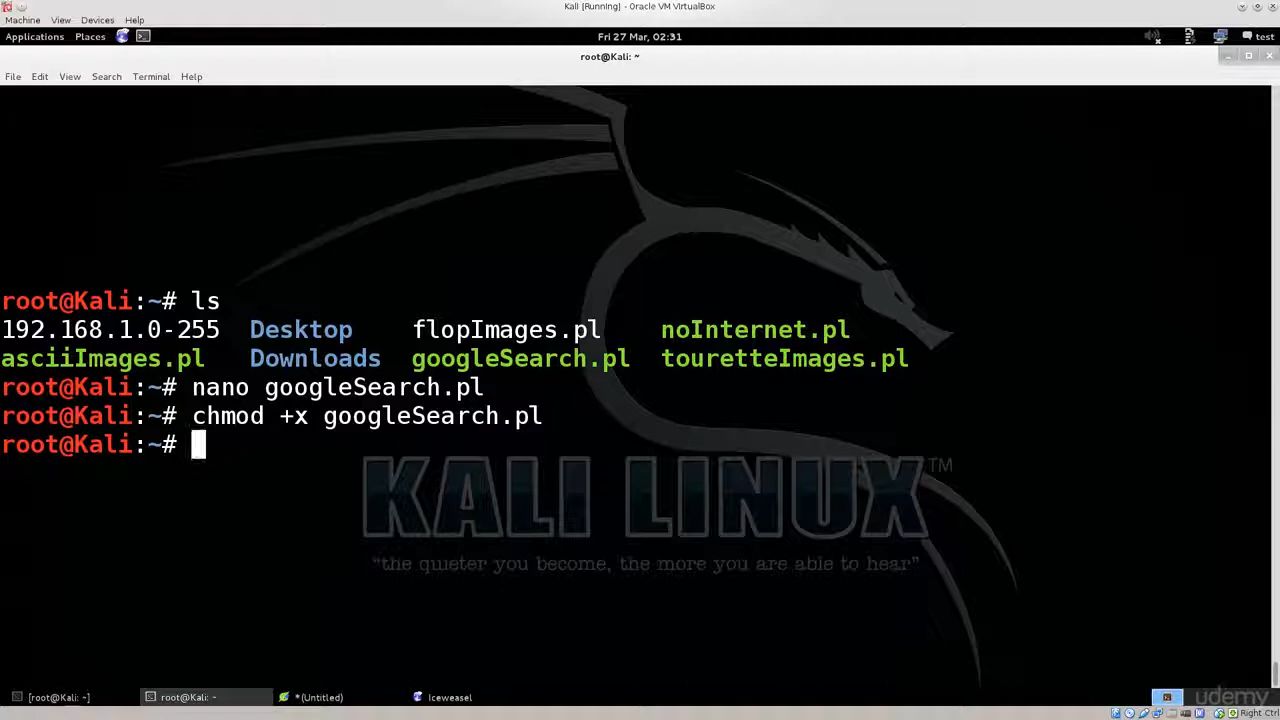 Kali [Running] - Oracle VM VirtualBox
Machine View Devices Help
Applications Places Fri 27 Mar, 02:31 test
root@Kali: ~
File Edit View Search Terminal Help
root@Kali:~# ls
192.168.1.0-255 Desktop flopImages.pl noInternet.pl
asciiImages.pl Downloads googleSearch.pl touretteImages.pl
root@Kali:~# nano googleSearch.pl
root@Kali:~# chmod +x googleSearch.pl
root@Kali:~#
KALI LINUX™
"the quieter you become, the more you are able to hear"
[root@Kali: ~] root@Kali: ~ *(Untitled) Iceweasel
udemy
Right Ctrl